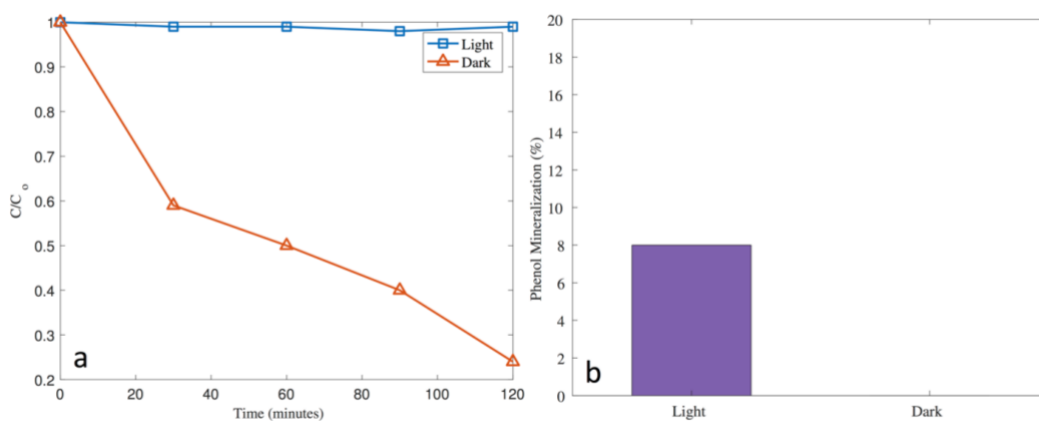 1
0.9
0.8
0.7
0.6
0.5
0.4
0.3
0.2
C/C o
0 20 40 60 80 100 120
Time (minutes)
Light
Dark
a
20
18
16
14
12
10
8
6
4
2
0
Phenol Mineralization (%)
Light Dark
b